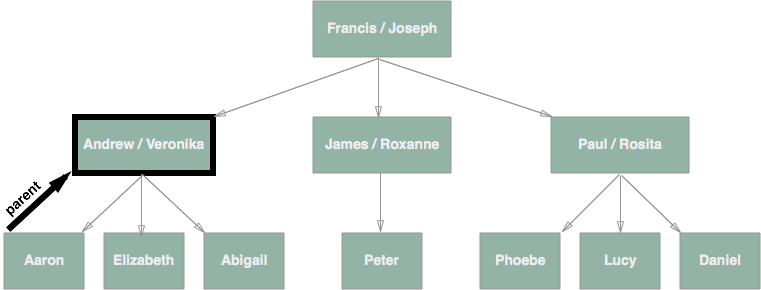 Francis / Joseph
Andrew / Veronika
James / Roxanne
Paul / Rosita
parent
Aaron
Elizabeth
Abigail
Peter
Phoebe
Lucy
Daniel